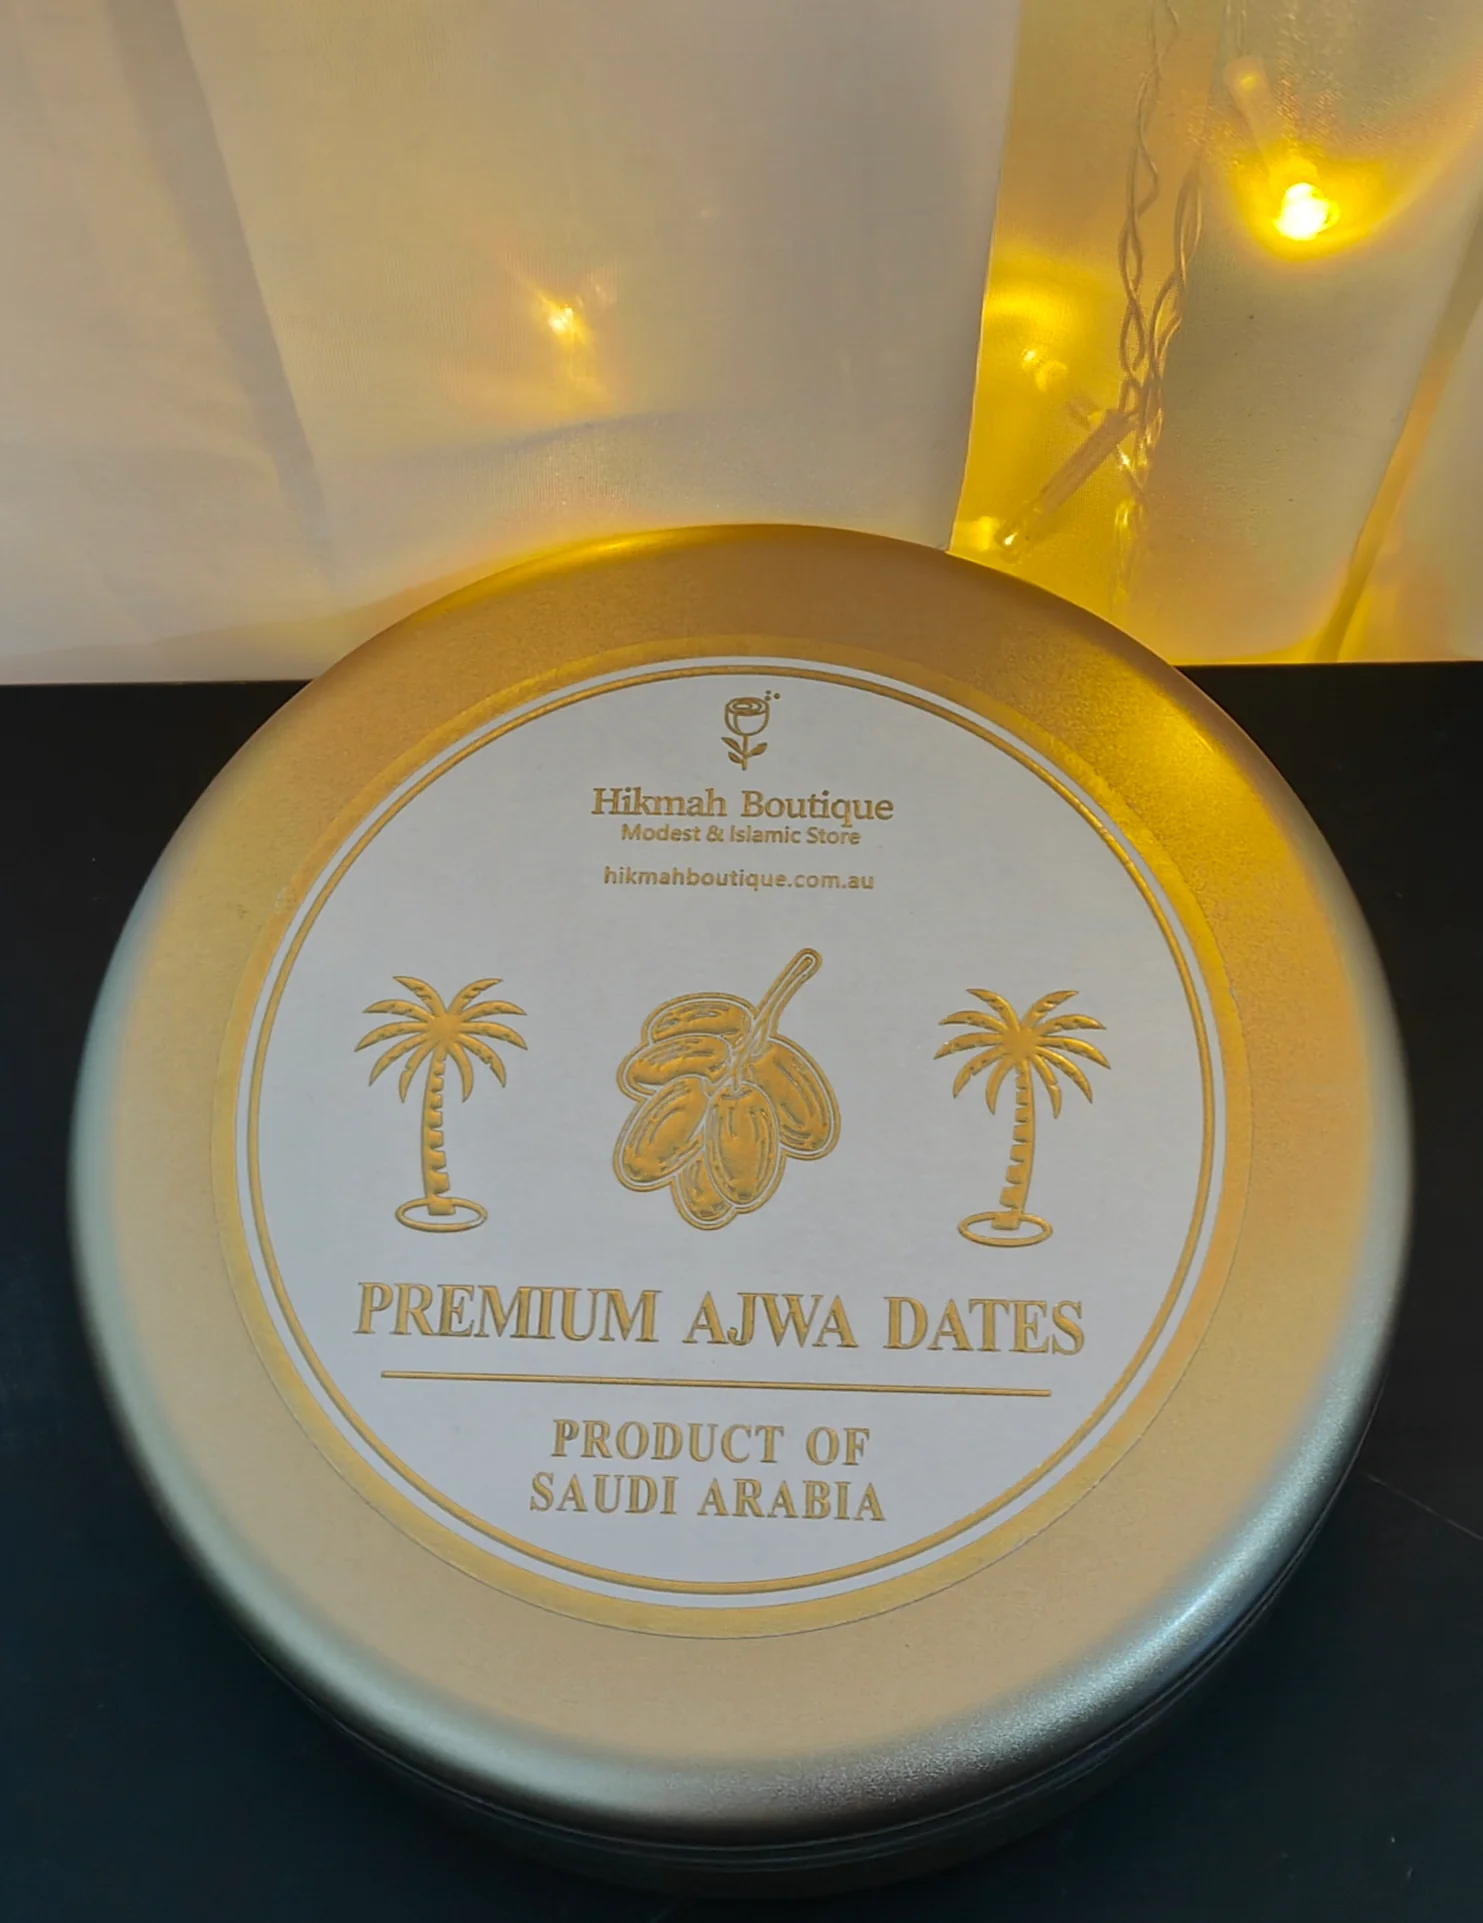 Hikmah Boutique
Modest & Islamic Store
hikmahboutique.com.au
PREMIUM AJWA DATES
PRODUCT OF
SAUDI ARABIA